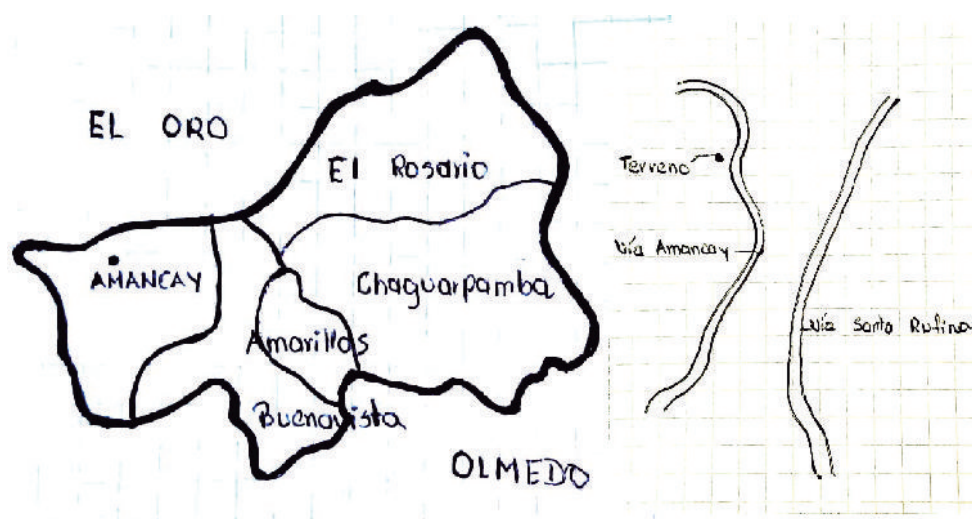 EL ORO
El Rosario
AMANCAY
Chaguarpamba
Amarillos
Buenavista
OLMEDO
Terreno
Vía Amancay
Vía Santa Rufina